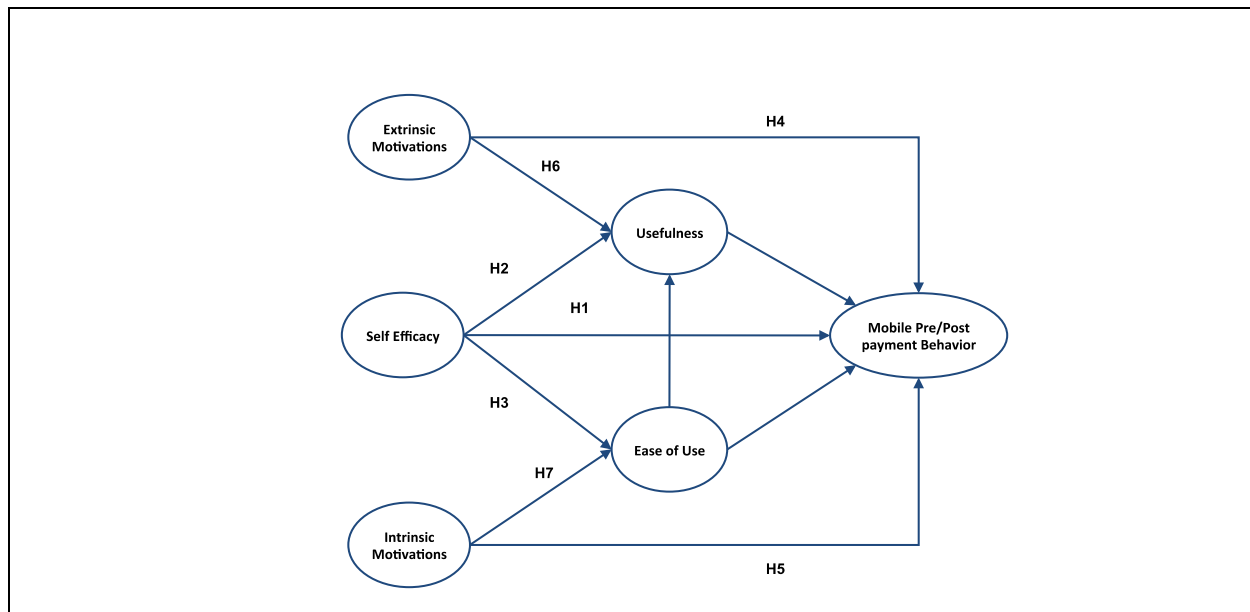 H4
Extrinsic
Motivations
H6
Usefulness
H2
H1
Self Efficacy
Mobile Pre/Post
payment Behavior
H3
Ease of Use
H7
Intrinsic
Motivations
H5